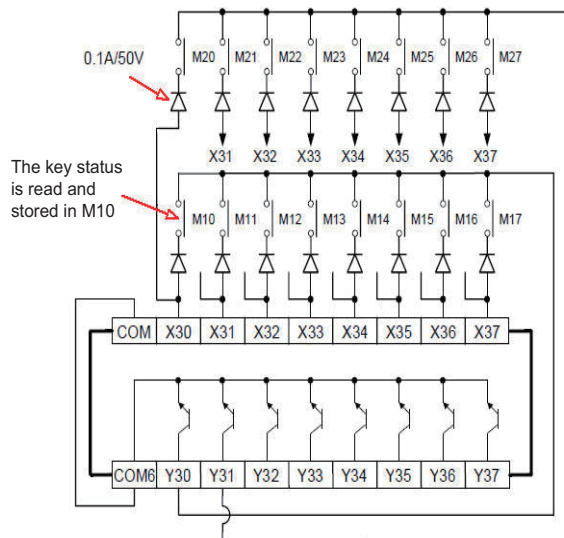 0.1A/50V
M20 M21 M22 M23 M24 M25 M26 M27
X31 X32 X33 X34 X35 X36 X37
The key status
is read and
stored in M10
M10 M11 M12 M13 M14 M15 M16 M17
COM X30 X31 X32 X33 X34 X35 X36 X37
COM6 Y30 Y31 Y32 Y33 Y34 Y35 Y36 Y37